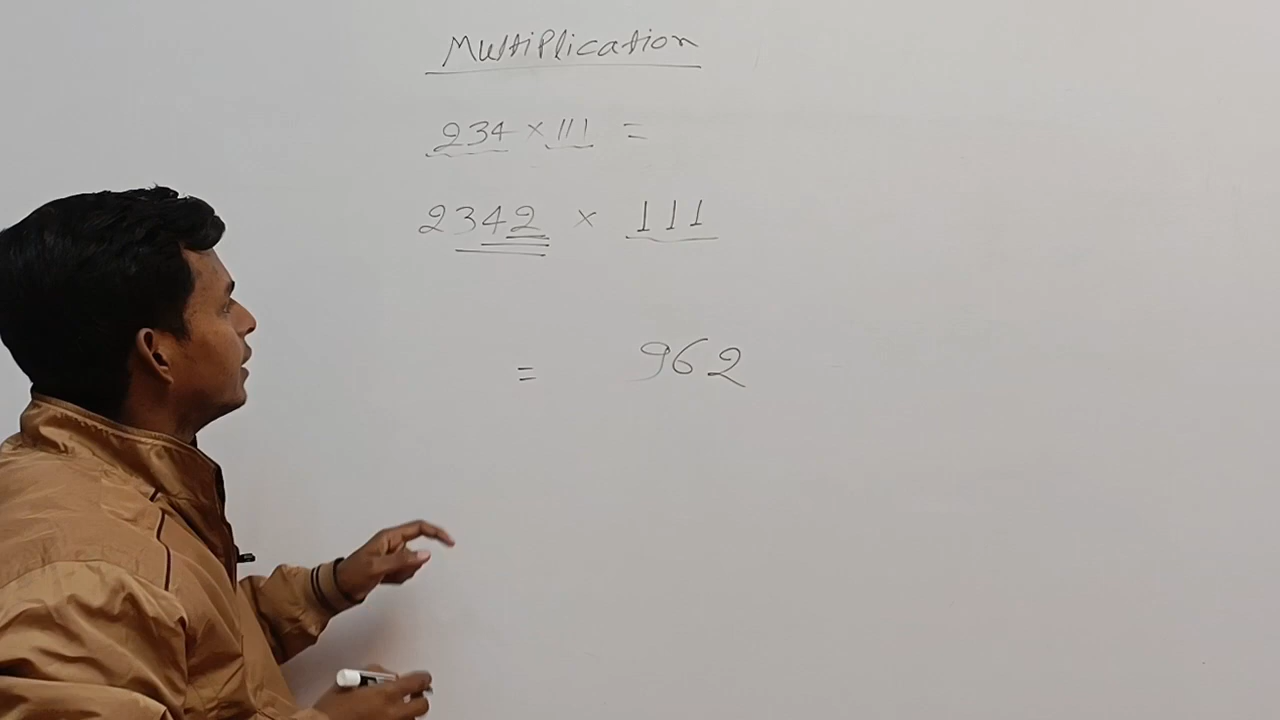 Multiplication
234 × 111 =
2342 × 111
= 962